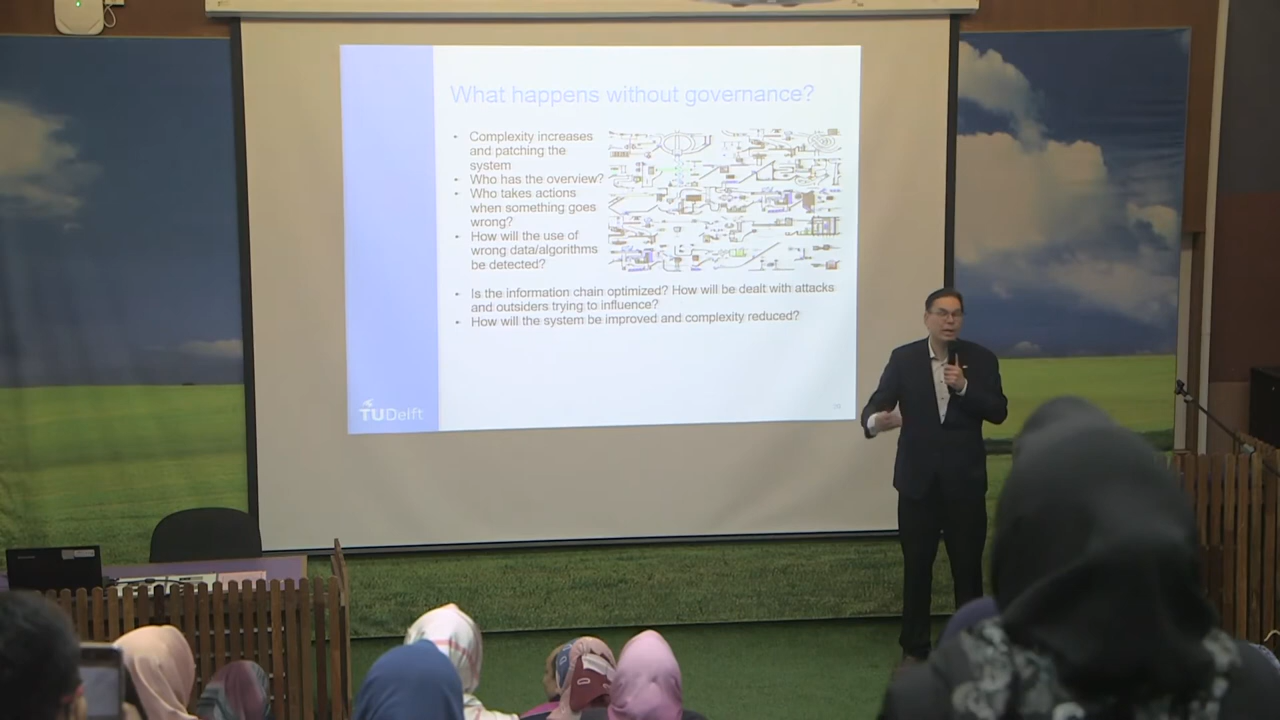 What happens without governance?
• Complexity increases
and patching the
system
• Who has the overview?
• Who takes actions
when something goes
wrong?
• How will the use of
wrong data/algorithms
be detected?
• Is the information chain optimized? How will be dealt with attacks
and outsiders trying to influence?
• How will the system be improved and complexity reduced?
TUDelft